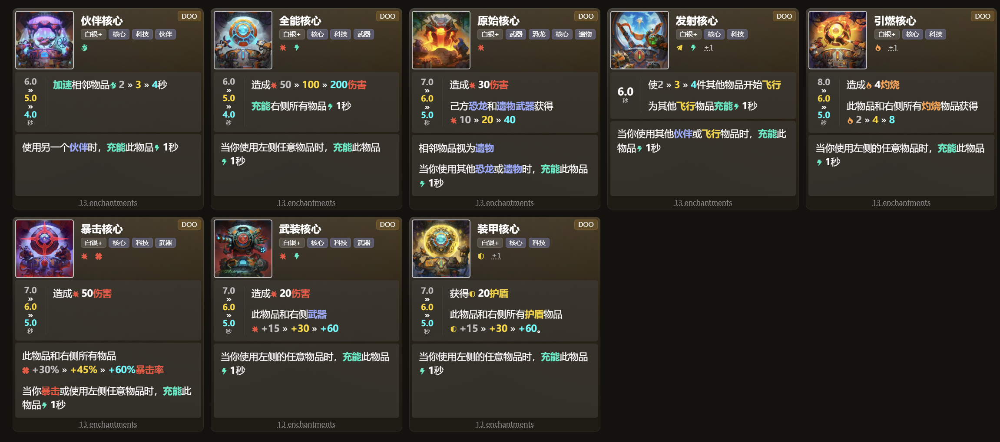 伙伴核心
DOO
白银+ 核心 科技 伙伴
6.0 » 5.0 » 4.0 秒
加速相邻物品 2 » 3 » 4秒
使用另一个伙伴时，充能此物品 1秒
13 enchantments
全能核心
DOO
白银+ 核心 科技 武器
6.0 » 5.0 » 4.0 秒
造成 50 » 100 » 200伤害
充能右侧所有物品 1秒
当你使用左侧任意物品时，充能此物品
1秒
13 enchantments
原始核心
DOO
白银+ 武器 恐龙 核心 遗物
7.0 » 6.0 » 5.0 秒
造成 30伤害
己方恐龙和遗物武器获得
10 » 20 » 40
相邻物品视为遗物
当你使用其他恐龙或遗物时，充能此物品
1秒
13 enchantments
发射核心
DOO
白银+ 核心 科技
+1
6.0 秒
使2 » 3 » 4件其他物品开始飞行
为其他飞行物品充能 1秒
当你使用其他伙伴或飞行物品时，充能此
物品 1秒
13 enchantments
引燃核心
DOO
白银+ 核心 科技
+1
8.0 » 6.0 » 5.0 秒
造成 4灼烧
此物品和右侧所有灼烧物品获得
2 » 4 » 8
当你使用左侧的任意物品时，充能此物品
1秒
13 enchantments
暴击核心
DOO
白银+ 核心 科技 武器
7.0 » 6.0 » 5.0 秒
造成 50伤害
此物品和右侧所有物品
+30% » +45% » +60%暴击率
当你暴击或使用左侧任意物品时，充能此
物品 1秒
13 enchantments
武装核心
DOO
白银+ 核心 科技 武器
7.0 » 6.0 » 5.0 秒
造成 20伤害
此物品和右侧武器
+15 » +30 » +60
当你使用左侧的任意物品时，充能此物品
1秒
13 enchantments
装甲核心
DOO
白银+ 核心 科技
+1
7.0 » 6.0 » 5.0 秒
获得 20护盾
此物品和右侧所有护盾物品
+15 » +30 » +60。
当你使用左侧的任意物品时，充能此物品
1秒
13 enchantments